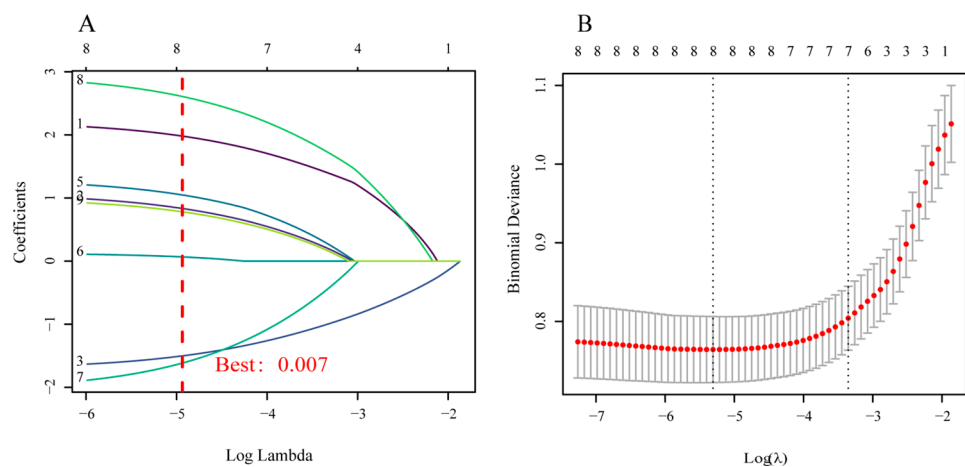 A
8 8 7 4 1
3
2
1
0
−1
−2
Coefficients
8
1
5
9
6
3
7
Best: 0.007
−6 −5 −4 −3 −2
Log Lambda
B
8 8 8 8 8 8 8 8 8 8 8 7 7 7 7 6 3 3 3 1
1.1
1.0
0.9
0.8
Binomial Deviance
−7 −6 −5 −4 −3 −2
Log(λ)